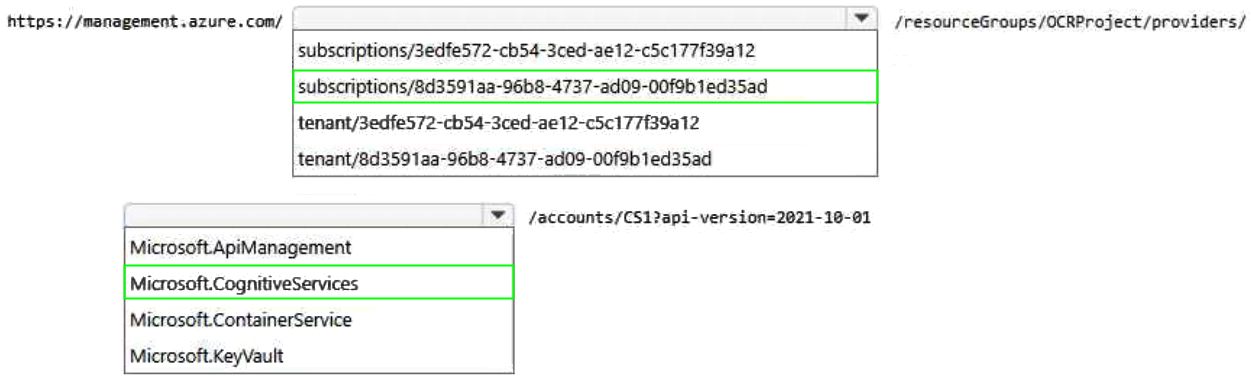 https://management.azure.com/ /resourceGroups/OCRProject/providers/
subscriptions/3edfe572-cb54-3ced-ae12-c5c177f39a12
subscriptions/8d3591aa-96b8-4737-ad09-00f9b1ed35ad
tenant/3edfe572-cb54-3ced-ae12-c5c177f39a12
tenant/8d3591aa-96b8-4737-ad09-00f9b1ed35ad
/accounts/CS1?api-version=2021-10-01
Microsoft.ApiManagement
Microsoft.CognitiveServices
Microsoft.ContainerService
Microsoft.KeyVault